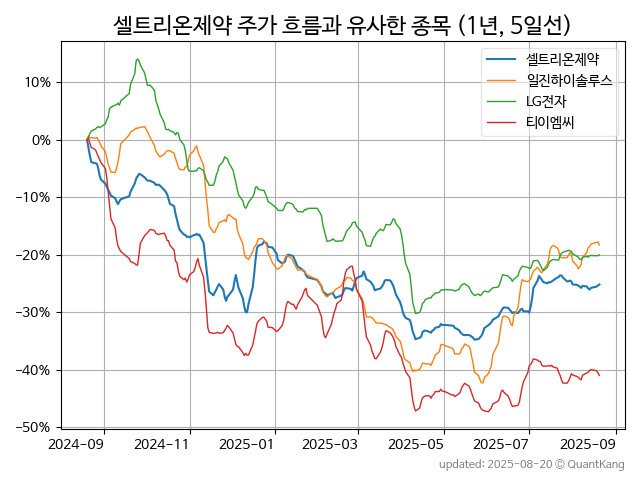 셀트리온제약 주가 흐름과 유사한 종목 (1년, 5일선)
셀트리온제약
일진하이솔루스
LG전자
티이엠씨
10%
0%
−10%
−20%
−30%
−40%
−50%
2024-09 2024-11 2025-01 2025-03 2025-05 2025-07 2025-09
updated: 2025-08-20 © QuantKang